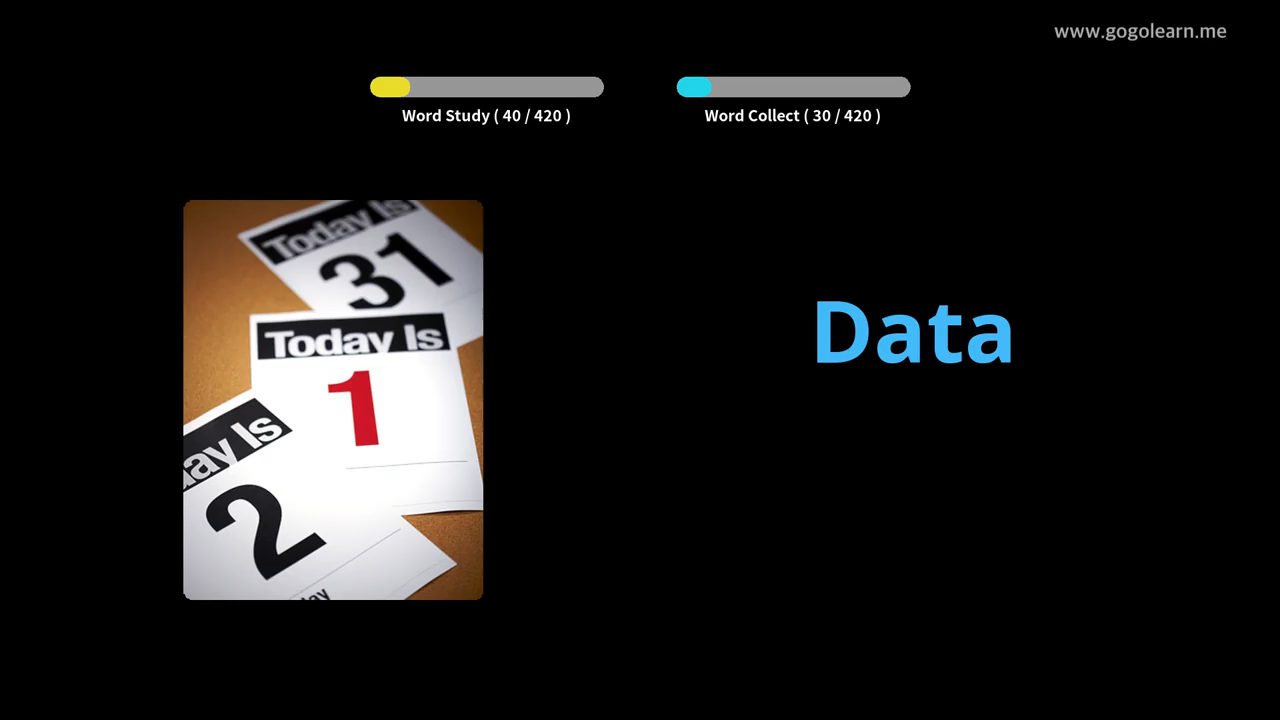 www.gogolearn.me
Word Study ( 40 / 420 )
Word Collect ( 30 / 420 )
Today Is
31
Today Is
1
ay Is
2
ay
Data